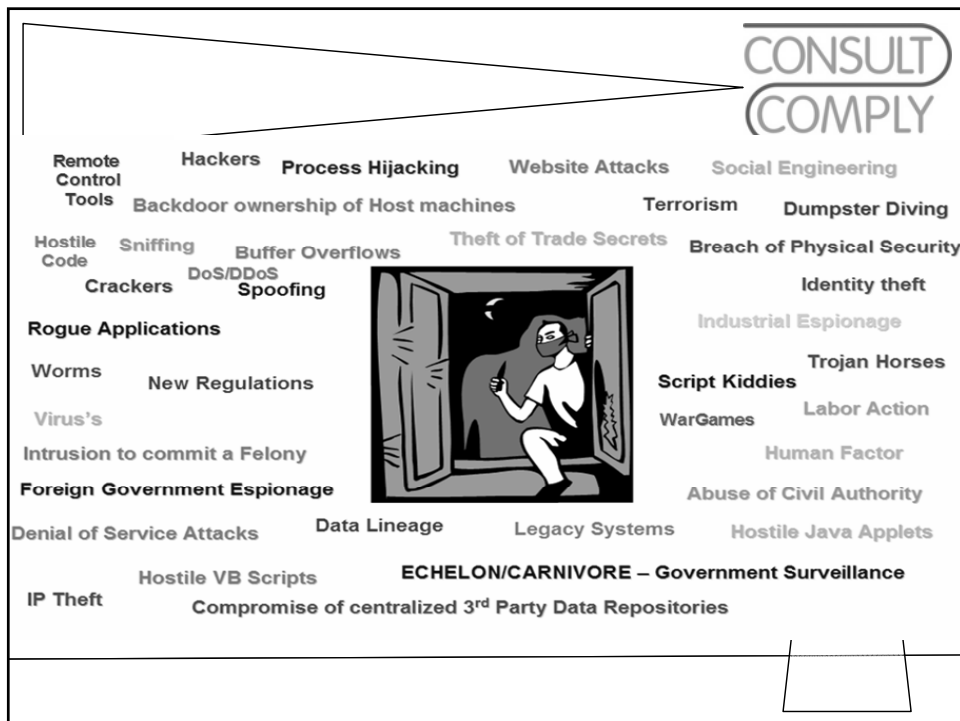 CONSULT
COMPLY
Remote
Control
Tools
Hackers
Process Hijacking
Website Attacks
Social Engineering
Backdoor ownership of Host machines
Terrorism
Dumpster Diving
Hostile
Code
Sniffing
Buffer Overflows
Theft of Trade Secrets
Breach of Physical Security
DoS/DDoS
Crackers
Spoofing
Identity theft
Rogue Applications
Industrial Espionage
Worms
New Regulations
Script Kiddies
Trojan Horses
Virus's
WarGames
Labor Action
Intrusion to commit a Felony
Human Factor
Foreign Government Espionage
Abuse of Civil Authority
Denial of Service Attacks
Data Lineage
Legacy Systems
Hostile Java Applets
Hostile VB Scripts
ECHELON/CARNIVORE – Government Surveillance
IP Theft
Compromise of centralized 3rd Party Data Repositories